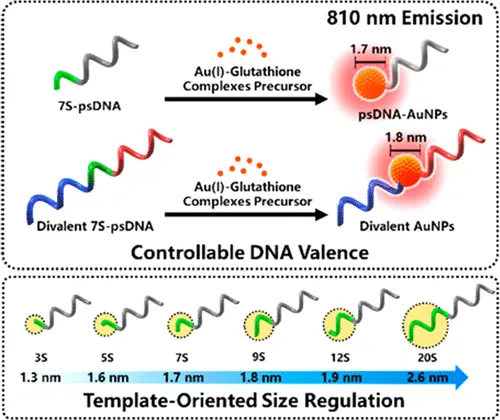 810 nm Emission
1.7 nm
Au(I)-Glutathione
Complexes Precursor
7S-psDNA
psDNA-AuNPs
1.8 nm
Au(I)-Glutathione
Complexes Precursor
Divalent 7S-psDNA
Divalent AuNPs
Controllable DNA Valence
3S 5S 7S 9S 12S 20S
1.3 nm 1.6 nm 1.7 nm 1.8 nm 1.9 nm 2.6 nm
Template-Oriented Size Regulation